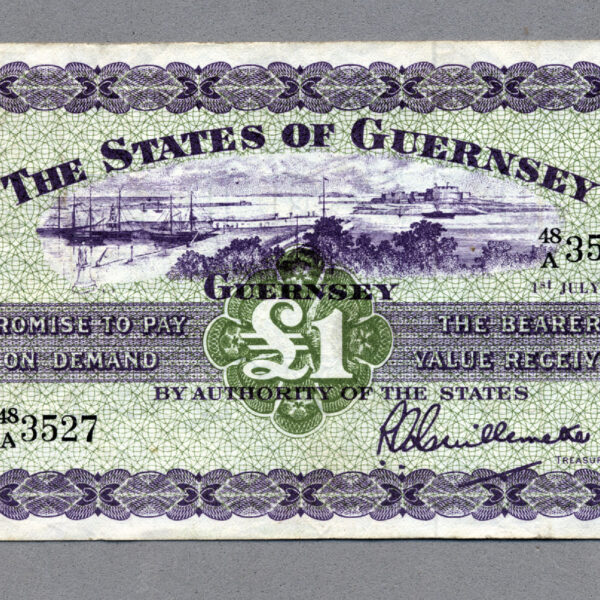 THE STATES OF GUERNSEY
48
A 35
GUERNSEY
1ST JULY
ROMISE TO PAY THE BEARER
£1
ON DEMAND VALUE RECEIV
BY AUTHORITY OF THE STATES
48
A 3527
TREASUR